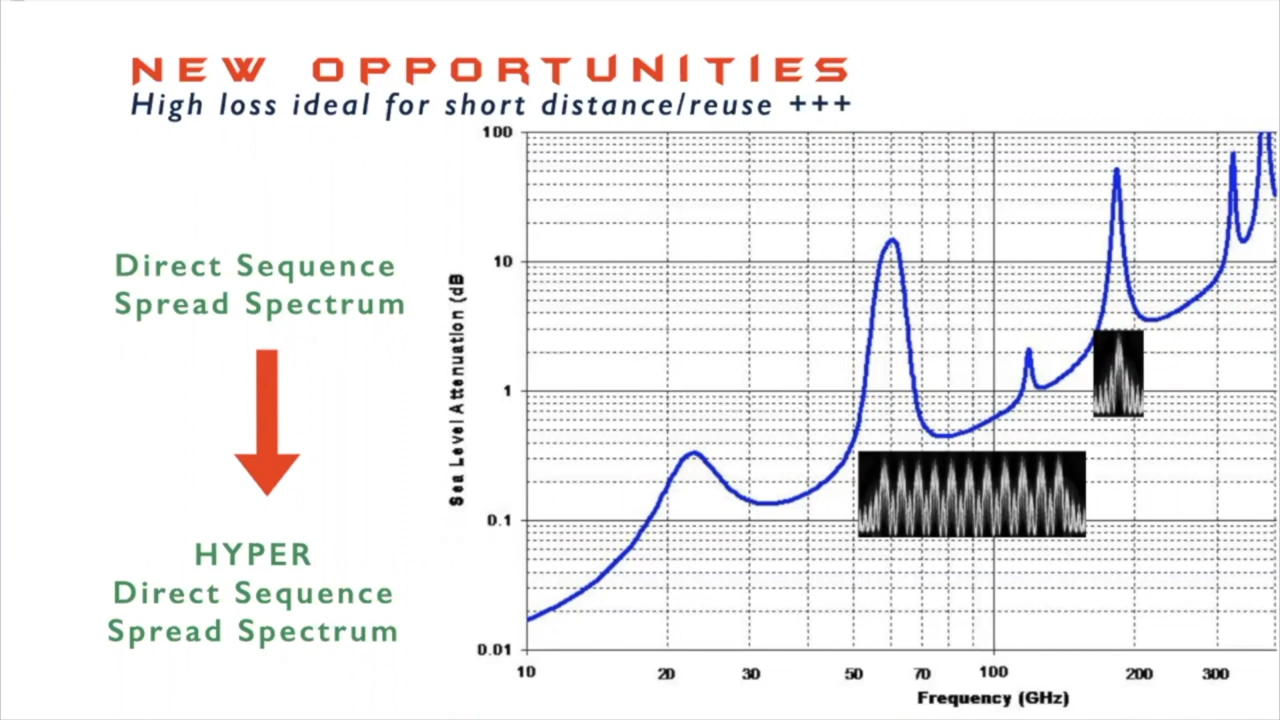 NEW OPPORTUNITIES
High loss ideal for short distance/reuse +++
Direct Sequence
Spread Spectrum
HYPER
Direct Sequence
Spread Spectrum
Sea Level Attenuation (dB
100
10
1
0.1
0.01
10 20 30 50 70 100 200 300
Frequency (GHz)